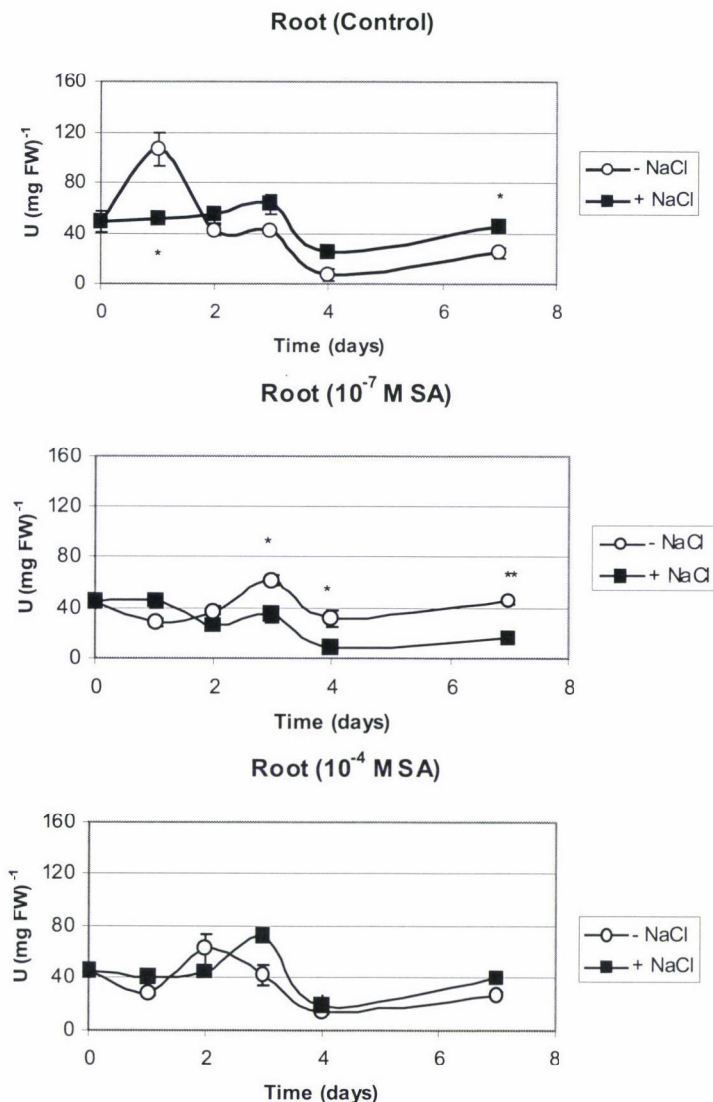 Root (Control)
160
120
80
40
0
U (mg FW)⁻¹
*
*
0 2 4 6 8
Time (days)
- NaCl
+ NaCl
Root (10⁻⁷ M SA)
160
120
80
40
0
U (mg FW)⁻¹
*
*
**
0 2 4 6 8
Time (days)
- NaCl
+ NaCl
Root (10⁻⁴ M SA)
160
120
80
40
0
U (mg FW)⁻¹
0 2 4 6 8
Time (days)
- NaCl
+ NaCl